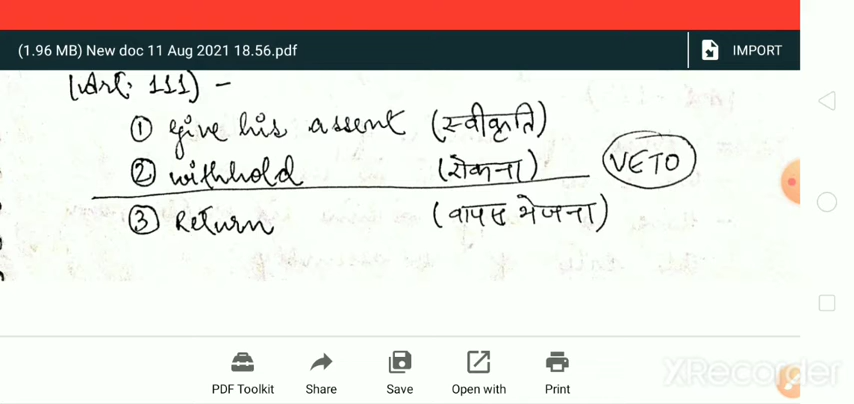 (1.96 MB) New doc 11 Aug 2021 18.56.pdf
IMPORT
(Art. 111) -
① give his assent (स्वीकृति)
② withhold (रोकना)
VETO
③ Return (वापस भेजना)
PDF Toolkit
Share
Save
Open with
Print
XRecorder